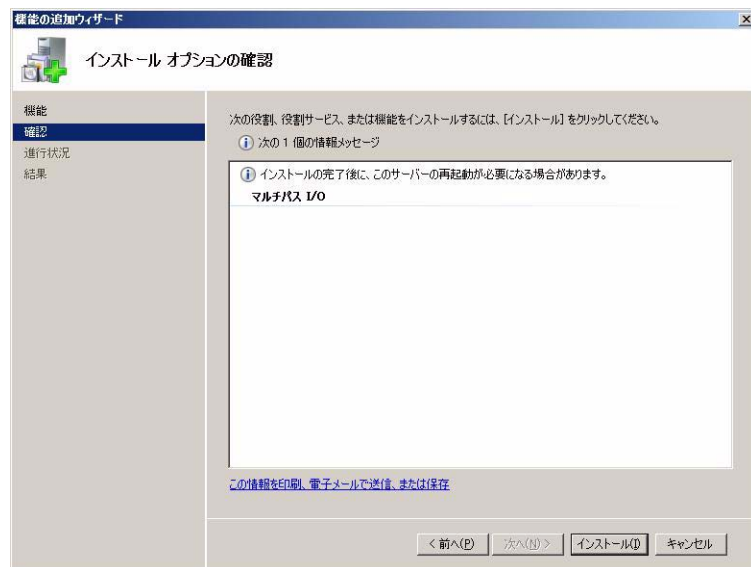 機能の追加ウィザード
インストール オプションの確認
機能
確認
進行状況
結果
次の役割、役割サービス、または機能をインストールするには、[インストール] をクリックしてください。
次の 1 個の情報メッセージ
インストールの完了後に、このサーバーの再起動が必要になる場合があります。
マルチパス I/O
この情報を印刷、電子メールで送信、または保存
< 前へ(P)
次へ(N) >
インストール(I)
キャンセル